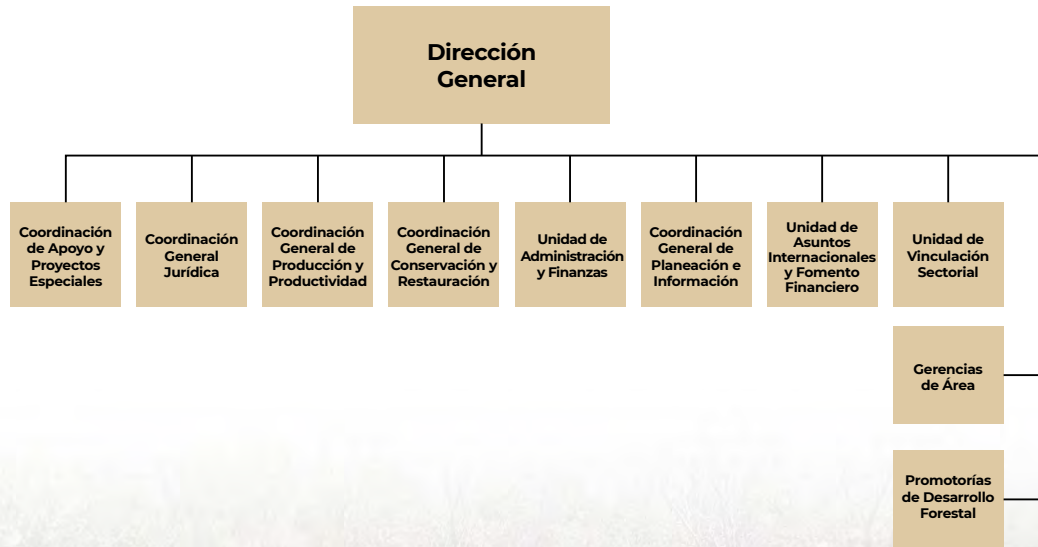 Dirección
General
Coordinación
de Apoyo y
Proyectos
Especiales
Coordinación
General
Jurídica
Coordinación
General de
Producción y
Productividad
Coordinación
General de
Conservación y
Restauración
Unidad de
Administración
y Finanzas
Coordinación
General de
Planeación e
Información
Unidad de
Asuntos
Internacionales
y Fomento
Financiero
Unidad de
Vinculación
Sectorial
Gerencias
de Área
Promotorías
de Desarrollo
Forestal